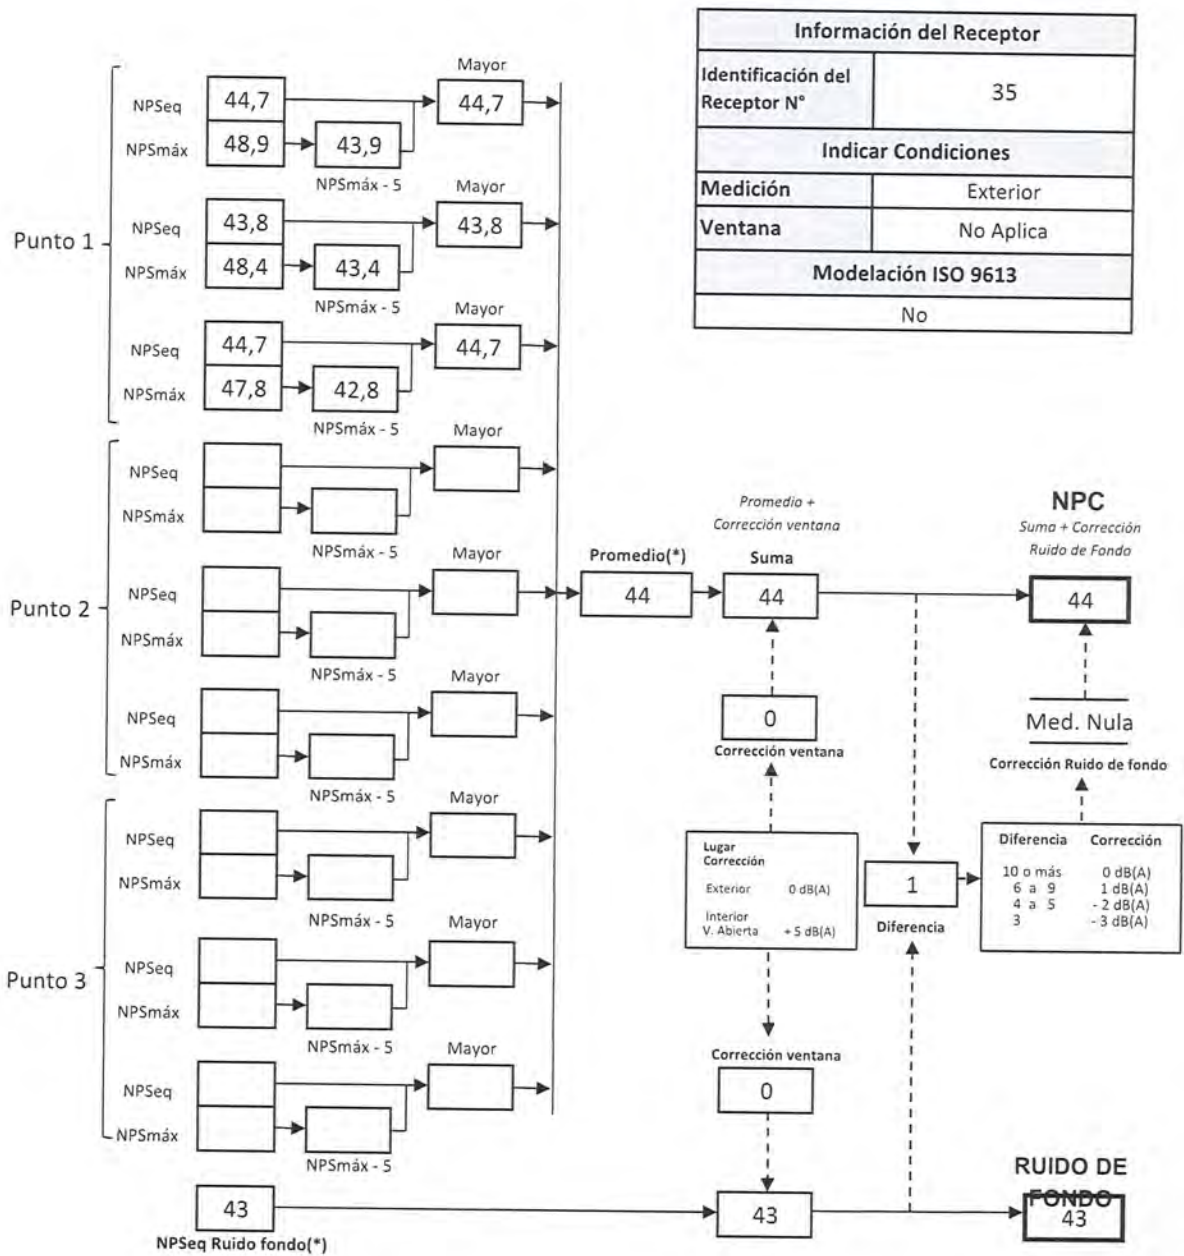 Información del Receptor
Identificación del Receptor N°
35
Indicar Condiciones
Medición
Exterior
Ventana
No Aplica
Modelación ISO 9613
No
Punto 1
Mayor
NPSeq
44,7
44,7
NPSmáx
48,9
43,9
NPSmáx - 5
Mayor
NPSeq
43,8
43,8
NPSmáx
48,4
43,4
NPSmáx - 5
Mayor
NPSeq
44,7
44,7
NPSmáx
47,8
42,8
NPSmáx - 5
Punto 2
Mayor
NPSeq
NPSmáx
NPSmáx - 5
Mayor
NPSeq
NPSmáx
NPSmáx - 5
Mayor
NPSeq
NPSmáx
NPSmáx - 5
Punto 3
Mayor
NPSeq
NPSmáx
NPSmáx - 5
Mayor
NPSeq
NPSmáx
NPSmáx - 5
Mayor
NPSeq
NPSmáx
NPSmáx - 5
43
NPSeq Ruido fondo(*)
Promedio(*)
44
Promedio +
Corrección ventana
Suma
44
0
Corrección ventana
Lugar
Corrección
Exterior 0 dB(A)
Interior
V. Abierta + 5 dB(A)
Corrección ventana
0
43
NPC
Suma + Corrección
Ruido de Fondo
44
Med. Nula
Corrección Ruido de fondo
Diferencia Corrección
10 o más 0 dB(A)
6 a 9 1 dB(A)
4 a 5 - 2 dB(A)
3 - 3 dB(A)
1
Diferencia
RUIDO DE
FONDO
43